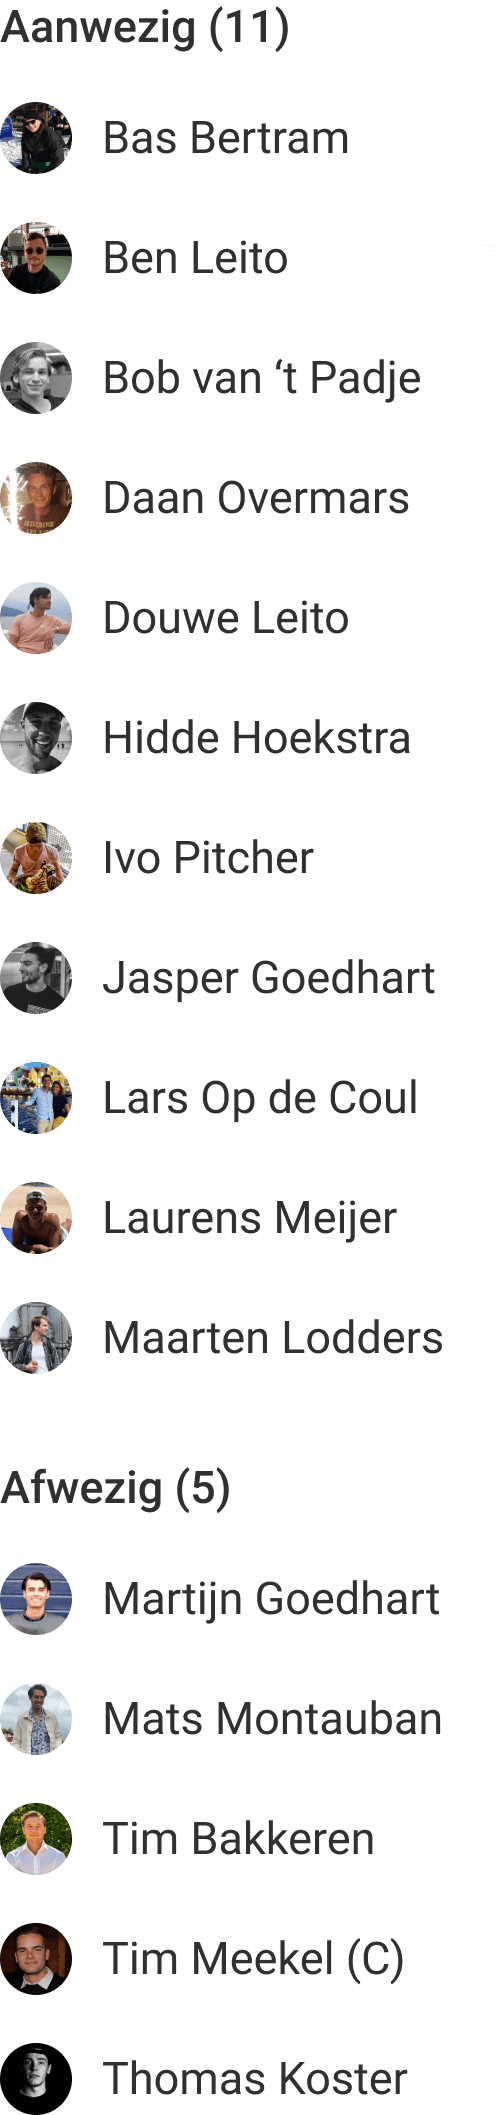 Aanwezig (11)
Bas Bertram
Ben Leito
Bob van ‘t Padje
Daan Overmars
Douwe Leito
Hidde Hoekstra
Ivo Pitcher
Jasper Goedhart
Lars Op de Coul
Laurens Meijer
Maarten Lodders
Afwezig (5)
Martijn Goedhart
Mats Montauban
Tim Bakkeren
Tim Meekel (C)
Thomas Koster